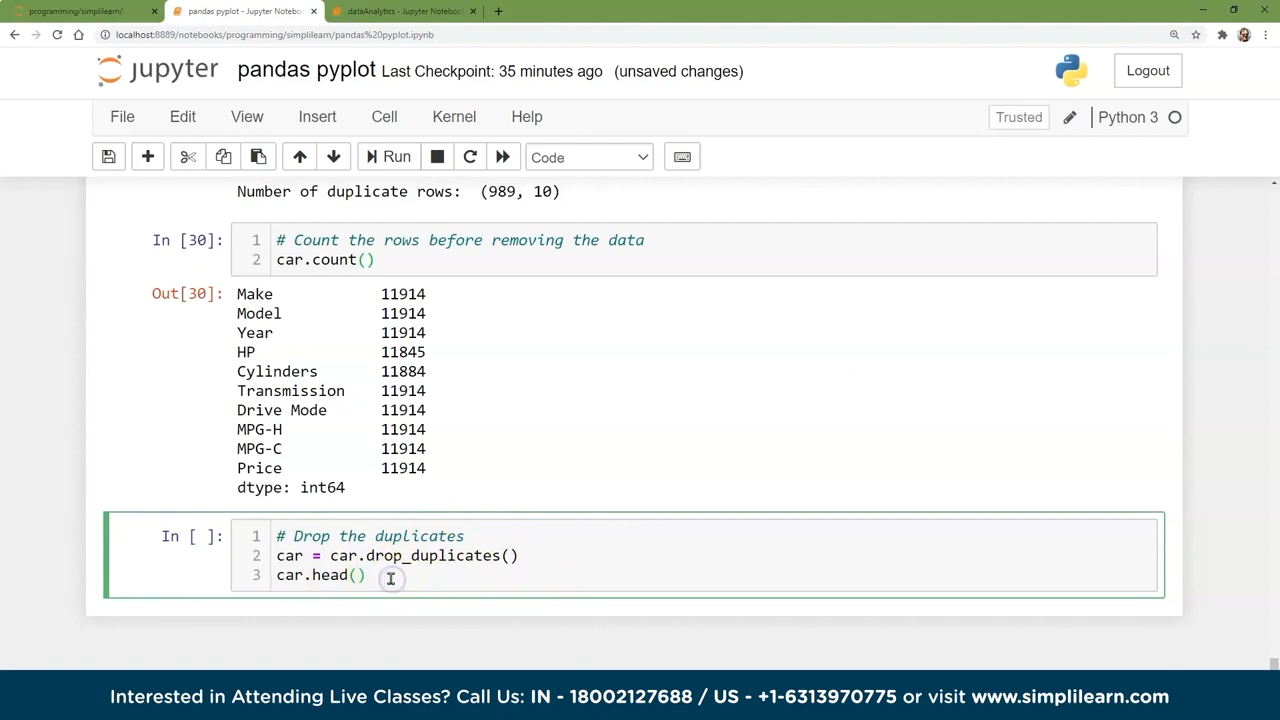 programming/simplilearn/ × pandas pyplot - Jupyter Notebo × dataAnalytics - Jupyter Notebo × +
localhost:8889/notebooks/programming/simplilearn/pandas%20pyplot.ipynb
jupyter pandas pyplot Last Checkpoint: 35 minutes ago (unsaved changes) Logout
File Edit View Insert Cell Kernel Help Trusted Python 3
Run Code
Number of duplicate rows: (989, 10)
In [30]: 1 # Count the rows before removing the data
2 car.count()
Out[30]: Make 11914
Model 11914
Year 11914
HP 11845
Cylinders 11884
Transmission 11914
Drive Mode 11914
MPG-H 11914
MPG-C 11914
Price 11914
dtype: int64
In [ ]: 1 # Drop the duplicates
2 car = car.drop_duplicates()
3 car.head()
Interested in Attending Live Classes? Call Us: IN - 18002127688 / US - +1-6313970775 or visit www.simplilearn.com